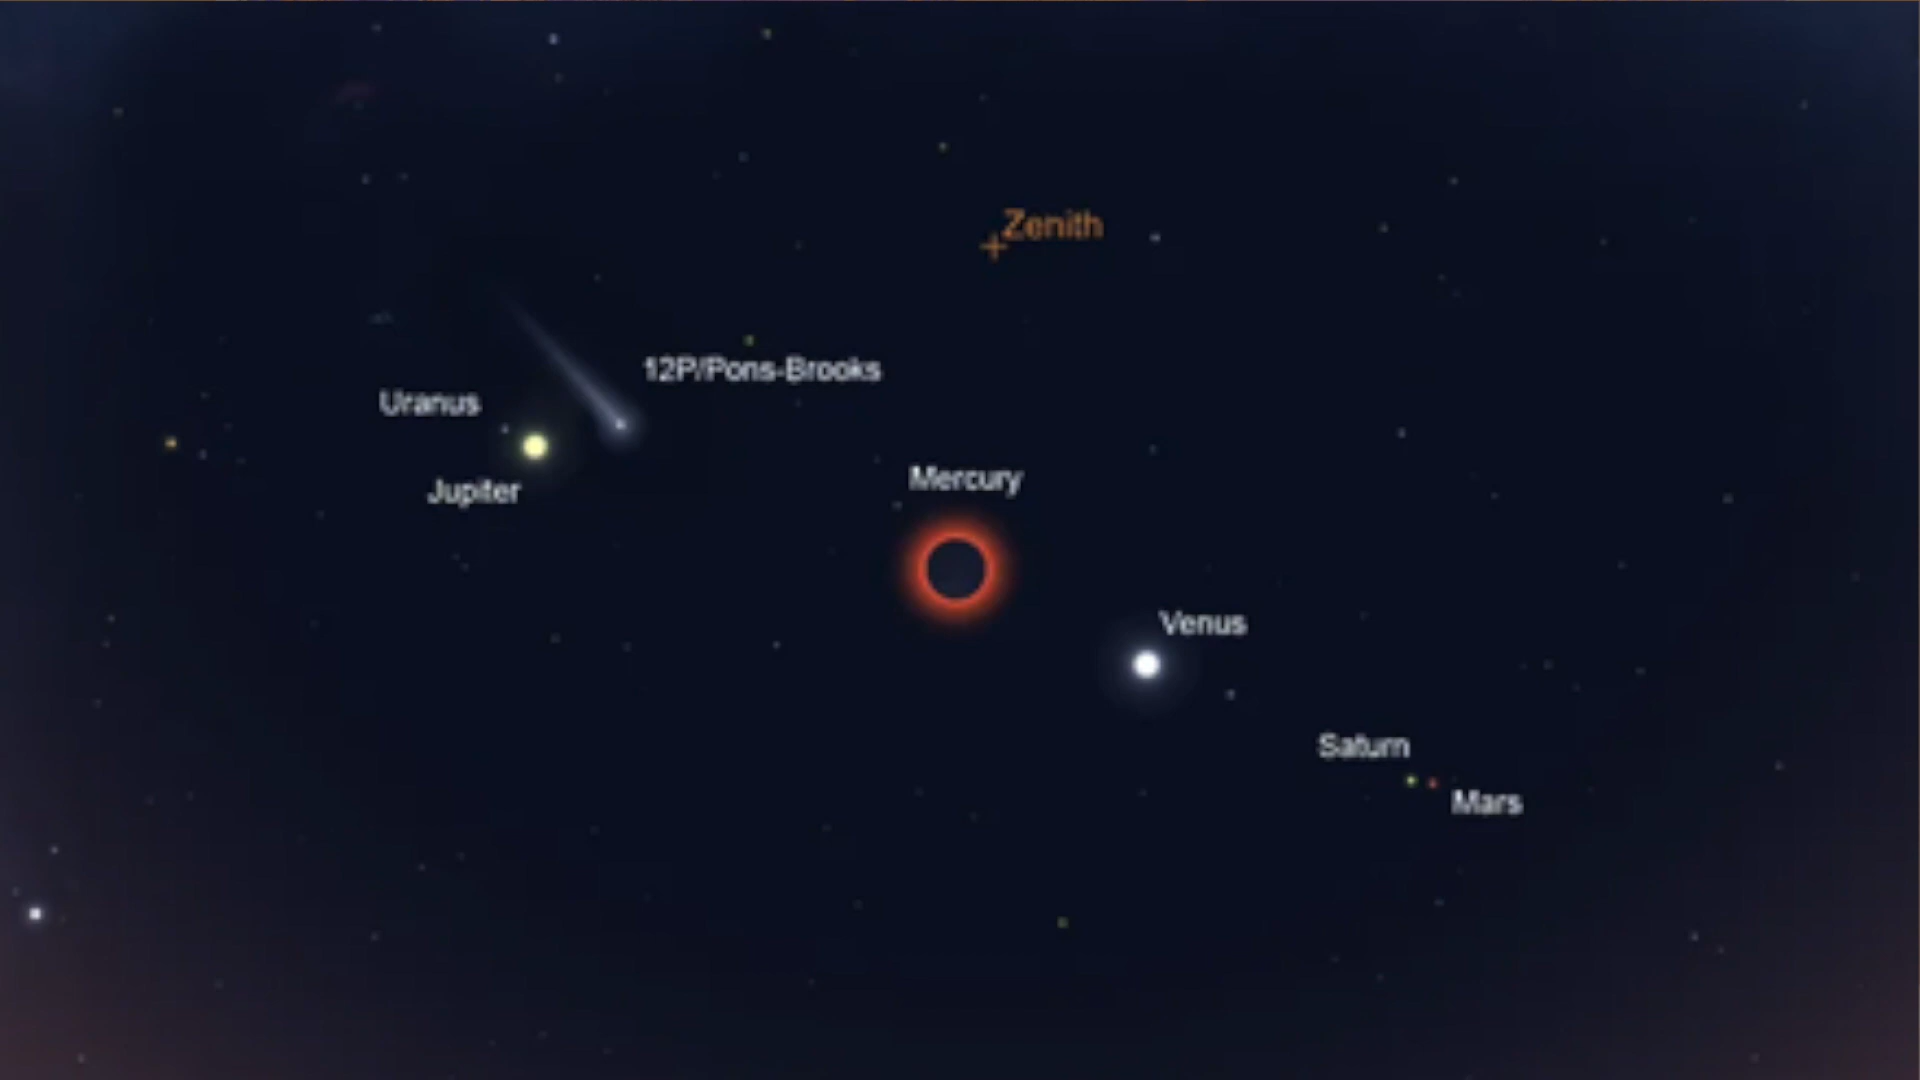 Zenith
12P/Pons-Brooks
Uranus
Jupiter
Mercury
Venus
Saturn
Mars